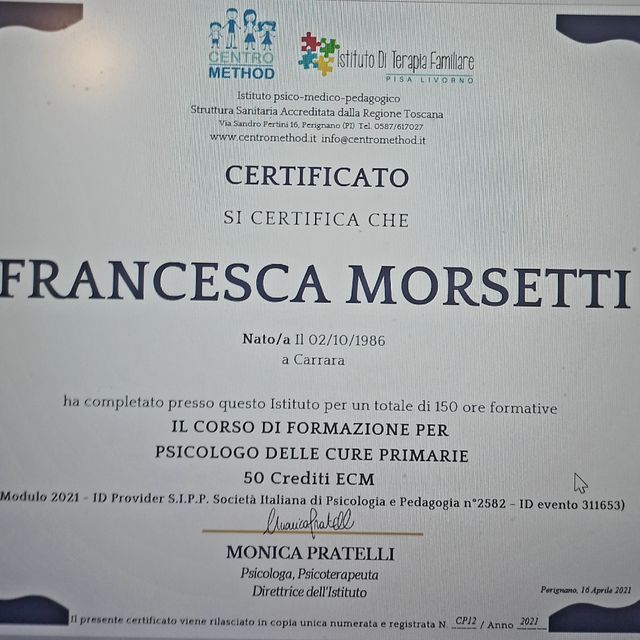 CENTRO
METHOD
Istituto Di Terapia Familiare
PISA LIVORNO
Istituto psico-medico-pedagogico
Struttura Sanitaria Accreditata dalla Regione Toscana
Via Sandro Pertini 16, Perignano (PI) Tel. 0587/617027
www.centromethod.it info@centromethod.it
CERTIFICATO
SI CERTIFICA CHE
FRANCESCA MORSETTI
Nato/a Il 02/10/1986
a Carrara
ha completato presso questo Istituto per un totale di 150 ore formative
IL CORSO DI FORMAZIONE PER
PSICOLOGO DELLE CURE PRIMARIE
50 Crediti ECM
Modulo 2021 - ID Provider S.I.P.P. Società Italiana di Psicologia e Pedagogia n°2582 - ID evento 311653)
Monica Pratelli
MONICA PRATELLI
Psicologa, Psicoterapeuta
Direttrice dell'Istituto
Perignano, 16 Aprile 2021
Il presente certificato viene rilasciato in copia unica numerata e registrata N. CP12 / Anno 2021